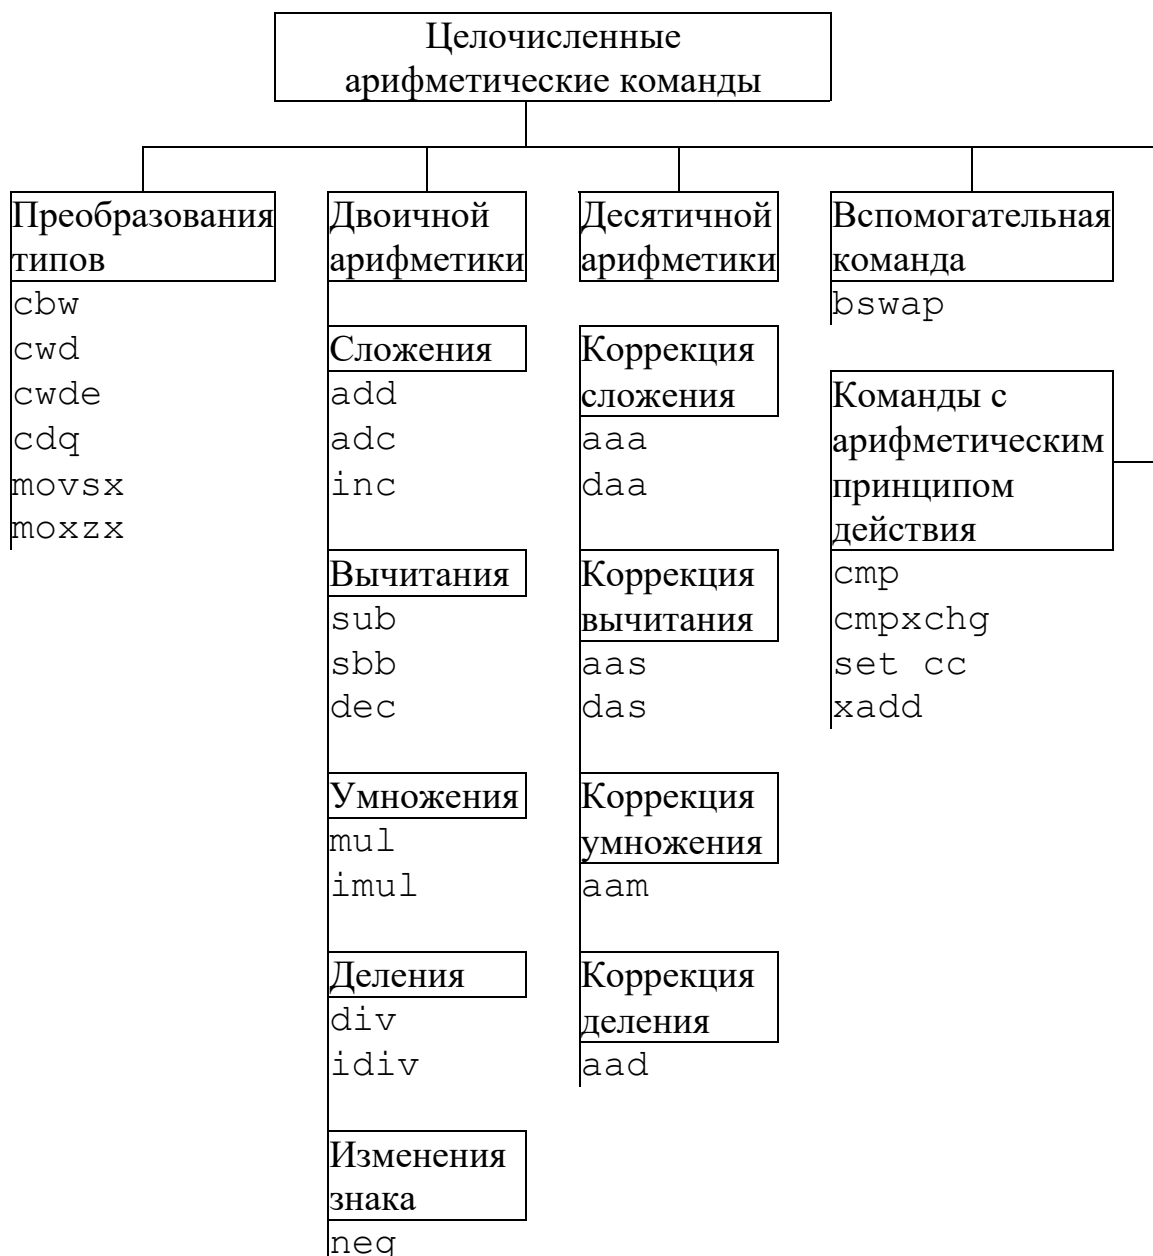 Целочисленные
арифметические команды
Преобразования
типов
cbw
cwd
cwde
cdq
movsx
moxzx
Двоичной
арифметики
Сложения
add
adc
inc
Вычитания
sub
sbb
dec
Умножения
mul
imul
Деления
div
idiv
Изменения
знака
neg
Десятичной
арифметики
Коррекция
сложения
aaa
daa
Коррекция
вычитания
aas
das
Коррекция
умножения
aam
Коррекция
деления
aad
Вспомогательная
команда
bswap
Команды с
арифметическим
принципом
действия
cmp
cmpxchg
set cc
xadd